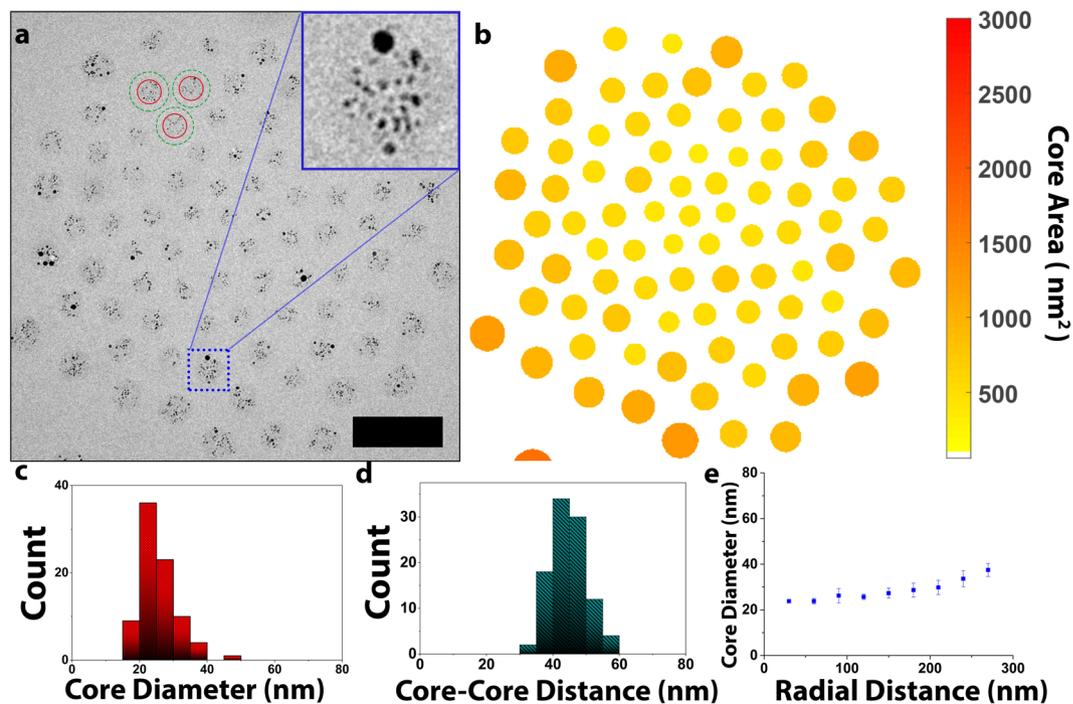 a
b
3000
2500
2000
1500
1000
500
Core Area ( nm²)
c
40
20
0
0 20 40 60 80
Count
Core Diameter (nm)
d
30
20
10
0
0 20 40 60 80
Count
Core-Core Distance (nm)
e
80
60
40
20
0
0 100 200 300
Core Diameter (nm)
Radial Distance (nm)